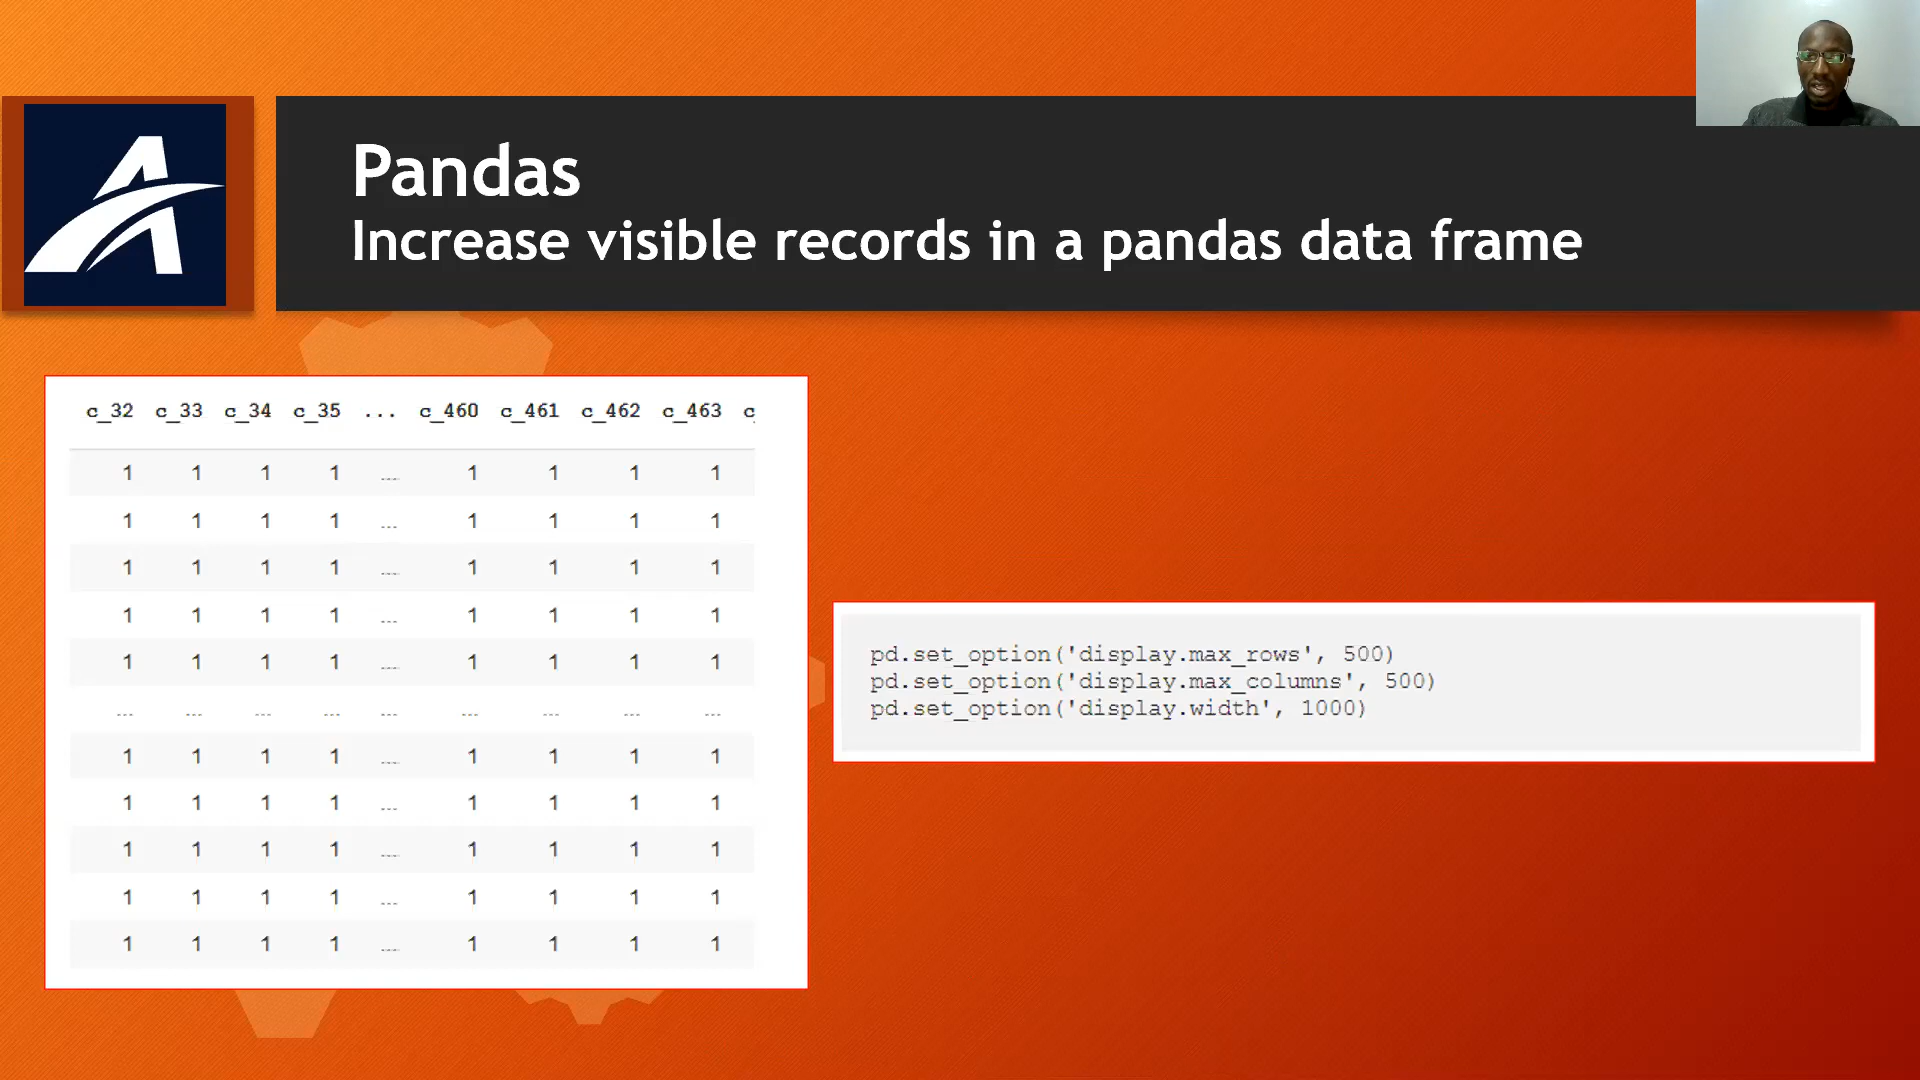 Pandas
Increase visible records in a pandas data frame
c_32 c_33 c_34 c_35 ... c_460 c_461 c_462 c_463 c
1 1 1 1 ... 1 1 1 1
1 1 1 1 ... 1 1 1 1
1 1 1 1 ... 1 1 1 1
1 1 1 1 ... 1 1 1 1
1 1 1 1 ... 1 1 1 1
... ... ... ... ... ... ... ... ...
1 1 1 1 ... 1 1 1 1
1 1 1 1 ... 1 1 1 1
1 1 1 1 ... 1 1 1 1
1 1 1 1 ... 1 1 1 1
1 1 1 1 ... 1 1 1 1
pd.set_option('display.max_rows', 500)
pd.set_option('display.max_columns', 500)
pd.set_option('display.width', 1000)